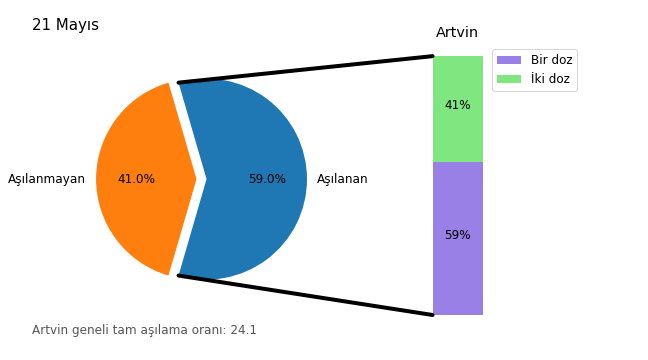 21 Mayıs
Artvin
Bir doz
İki doz
41%
Aşılanmayan
41.0%
59.0%
Aşılanan
59%
Artvin geneli tam aşılama oranı: 24.1